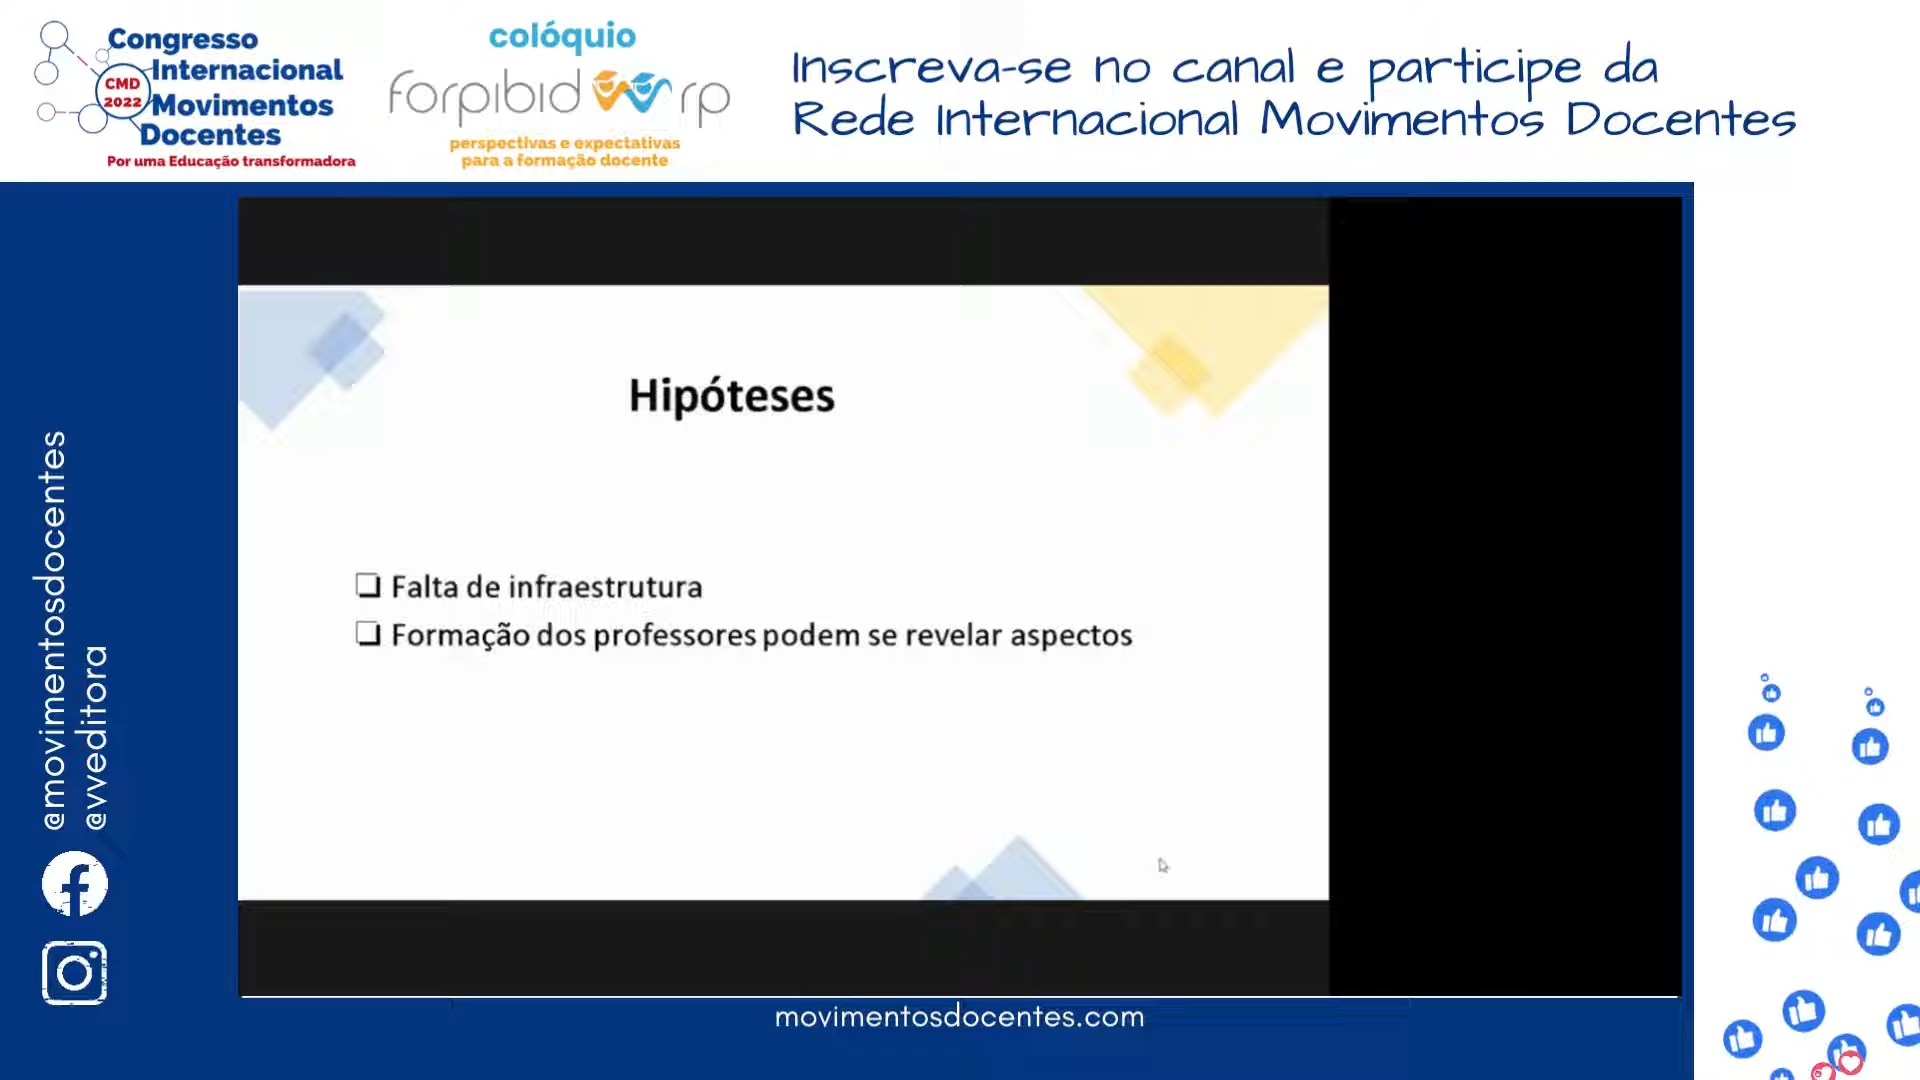 Congresso
Internacional
CMD
2022
Movimentos
Docentes
Por uma Educação transformadora
colóquio
forpibid rp
perspectivas e expectativas
para a formação docente
Inscreva-se no canal e participe da
Rede Internacional Movimentos Docentes
Hipóteses
Falta de infraestrutura
Formação dos professores podem se revelar aspectos
@movimentosdocentes
@vveditora
movimentosdocentes.com